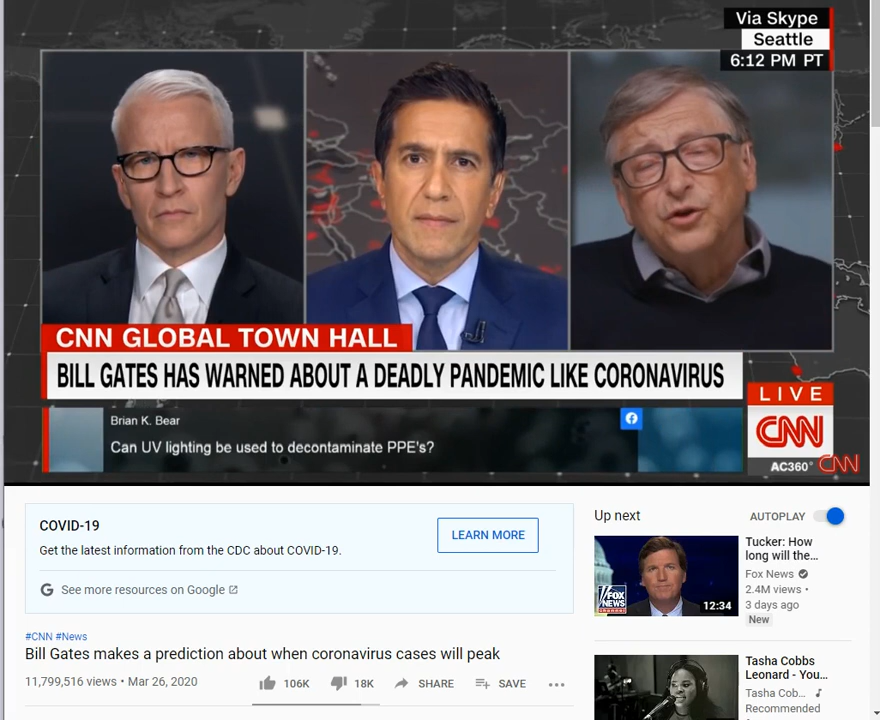 Via Skype
Seattle
6:12 PM PT
CNN GLOBAL TOWN HALL
BILL GATES HAS WARNED ABOUT A DEADLY PANDEMIC LIKE CORONAVIRUS
Brian K. Bear
Can UV lighting be used to decontaminate PPE's?
LIVE
CNN
AC360° CNN
COVID-19
Get the latest information from the CDC about COVID-19.
LEARN MORE
See more resources on Google
#CNN #News
Bill Gates makes a prediction about when coronavirus cases will peak
11,799,516 views • Mar 26, 2020
106K
18K
SHARE
SAVE
Up next
AUTOPLAY
FOX
NEWS
channel
12:34
Tucker: How
long will the...
Fox News
2.4M views •
3 days ago
New
Tasha Cobbs
Leonard - You...
Tasha Cob...
Recommended